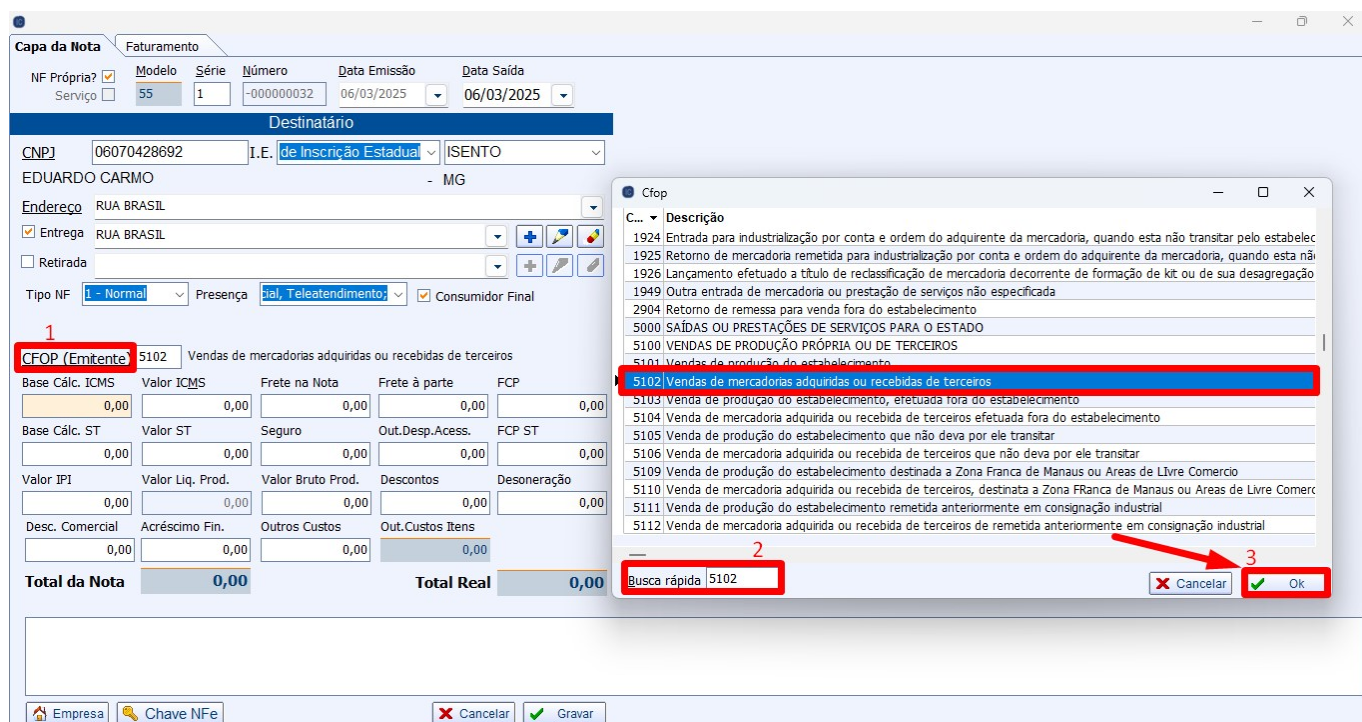 Capa da Nota Faturamento
NF Própria? Modelo Série Número Data Emissão Data Saída
Serviço 55 1 -000000032 06/03/2025 06/03/2025
Destinatário
CNPJ 06070428692 I.E. de Inscrição Estadual ISENTO
EDUARDO CARMO - MG
Endereço RUA BRASIL
Entrega RUA BRASIL
Retirada
Tipo NF 1 - Normal Presença cial, Teleatendimento; Consumidor Final
1
CFOP (Emitente) 5102 Vendas de mercadorias adquiridas ou recebidas de terceiros
Base Cálc. ICMS Valor ICMS Frete na Nota Frete à parte FCP
0,00 0,00 0,00 0,00 0,00
Base Cálc. ST Valor ST Seguro Out.Desp.Acess. FCP ST
0,00 0,00 0,00 0,00 0,00
Valor IPI Valor Liq. Prod. Valor Bruto Prod. Descontos Desoneração
0,00 0,00 0,00 0,00 0,00
Desc. Comercial Acréscimo Fin. Outros Custos Out.Custos Itens
0,00 0,00 0,00 0,00
Total da Nota 0,00 Total Real 0,00
Empresa Chave NFe Cancelar Gravar
Cfop
C... Descrição
1924 Entrada para industrialização por conta e ordem do adquirente da mercadoria, quando esta não transitar pelo estabelec
1925 Retorno de mercadoria remetida para industrialização por conta e ordem do adquirente da mercadoria, quando esta nã
1926 Lançamento efetuado a título de reclassificação de mercadoria decorrente de formação de kit ou de sua desagregação
1949 Outra entrada de mercadoria ou prestação de serviços não especificada
2904 Retorno de remessa para venda fora do estabelecimento
5000 SAÍDAS OU PRESTAÇÕES DE SERVIÇOS PARA O ESTADO
5100 VENDAS DE PRODUÇÃO PRÓPRIA OU DE TERCEIROS
5101 Vendas de produção do estabelecimento
5102 Vendas de mercadorias adquiridas ou recebidas de terceiros
5103 Venda de produção do estabelecimento, efetuada fora do estabelecimento
5104 Venda de mercadoria adquirida ou recebida de terceiros efetuada fora do estabelecimento
5105 Venda de produção do estabelecimento que não deva por ele transitar
5106 Venda de mercadoria adquirida ou recebida de terceiros que não deva por ele transitar
5109 Venda de produção do estabelecimento destinada a Zona Franca de Manaus ou Areas de LIvre Comercio
5110 Venda de mercadoria adquirida ou recebida de terceiros, destinata a Zona FRanca de Manaus ou Areas de Livre Comerc
5111 Venda de produção do estabelecimento remetida anteriormente em consignação industrial
5112 Venda de mercadoria adquirida ou recebida de terceiros de remetida anteriormente em consignação industrial
2 3
Busca rápida 5102 Cancelar Ok